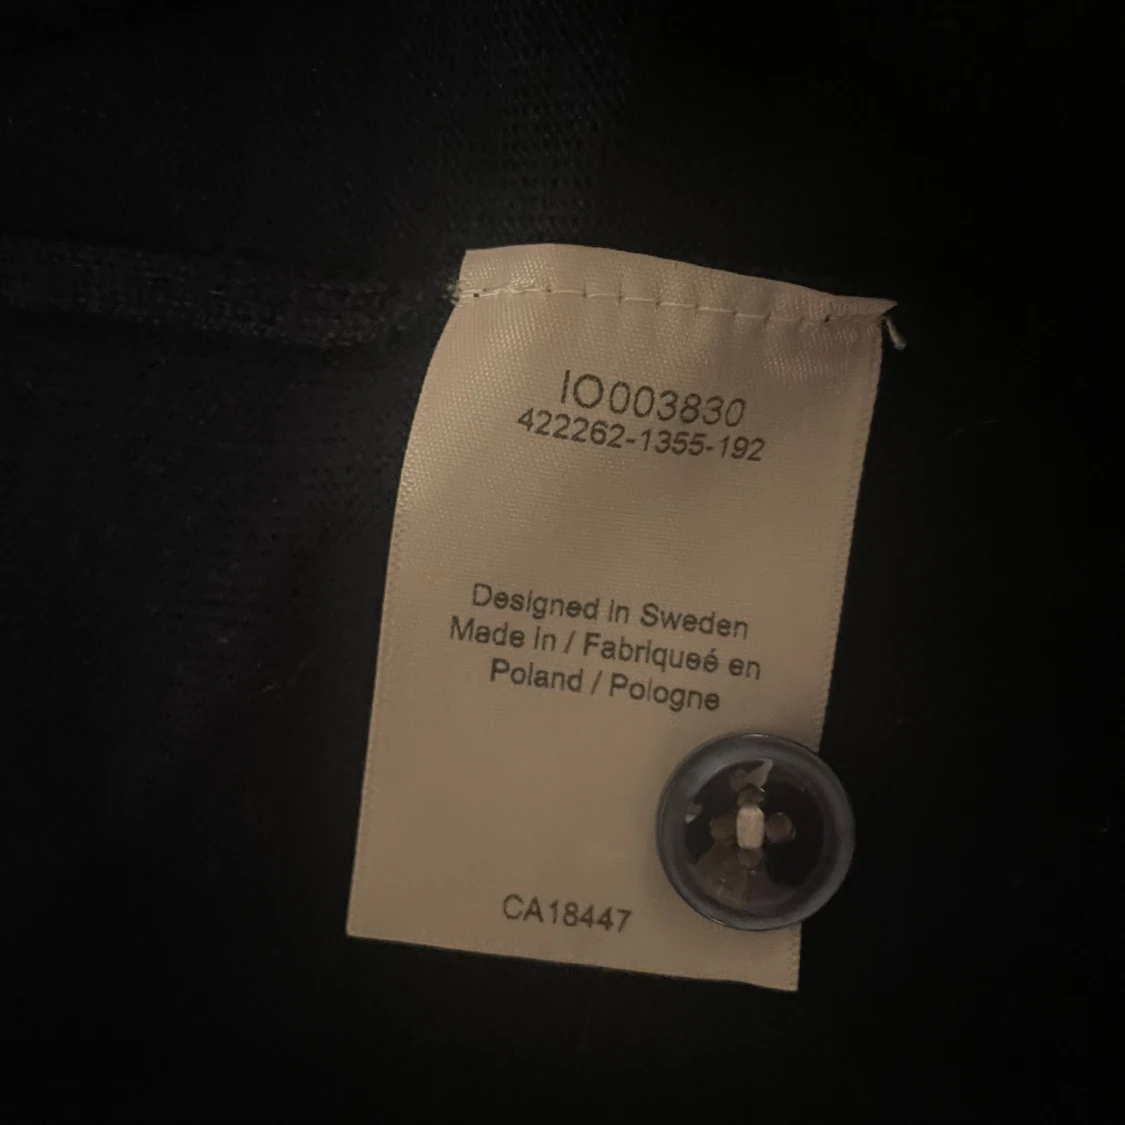 IO003830
422262-1355-192
Designed in Sweden
Made in / Fabriqueé en
Poland / Pologne
CA18447